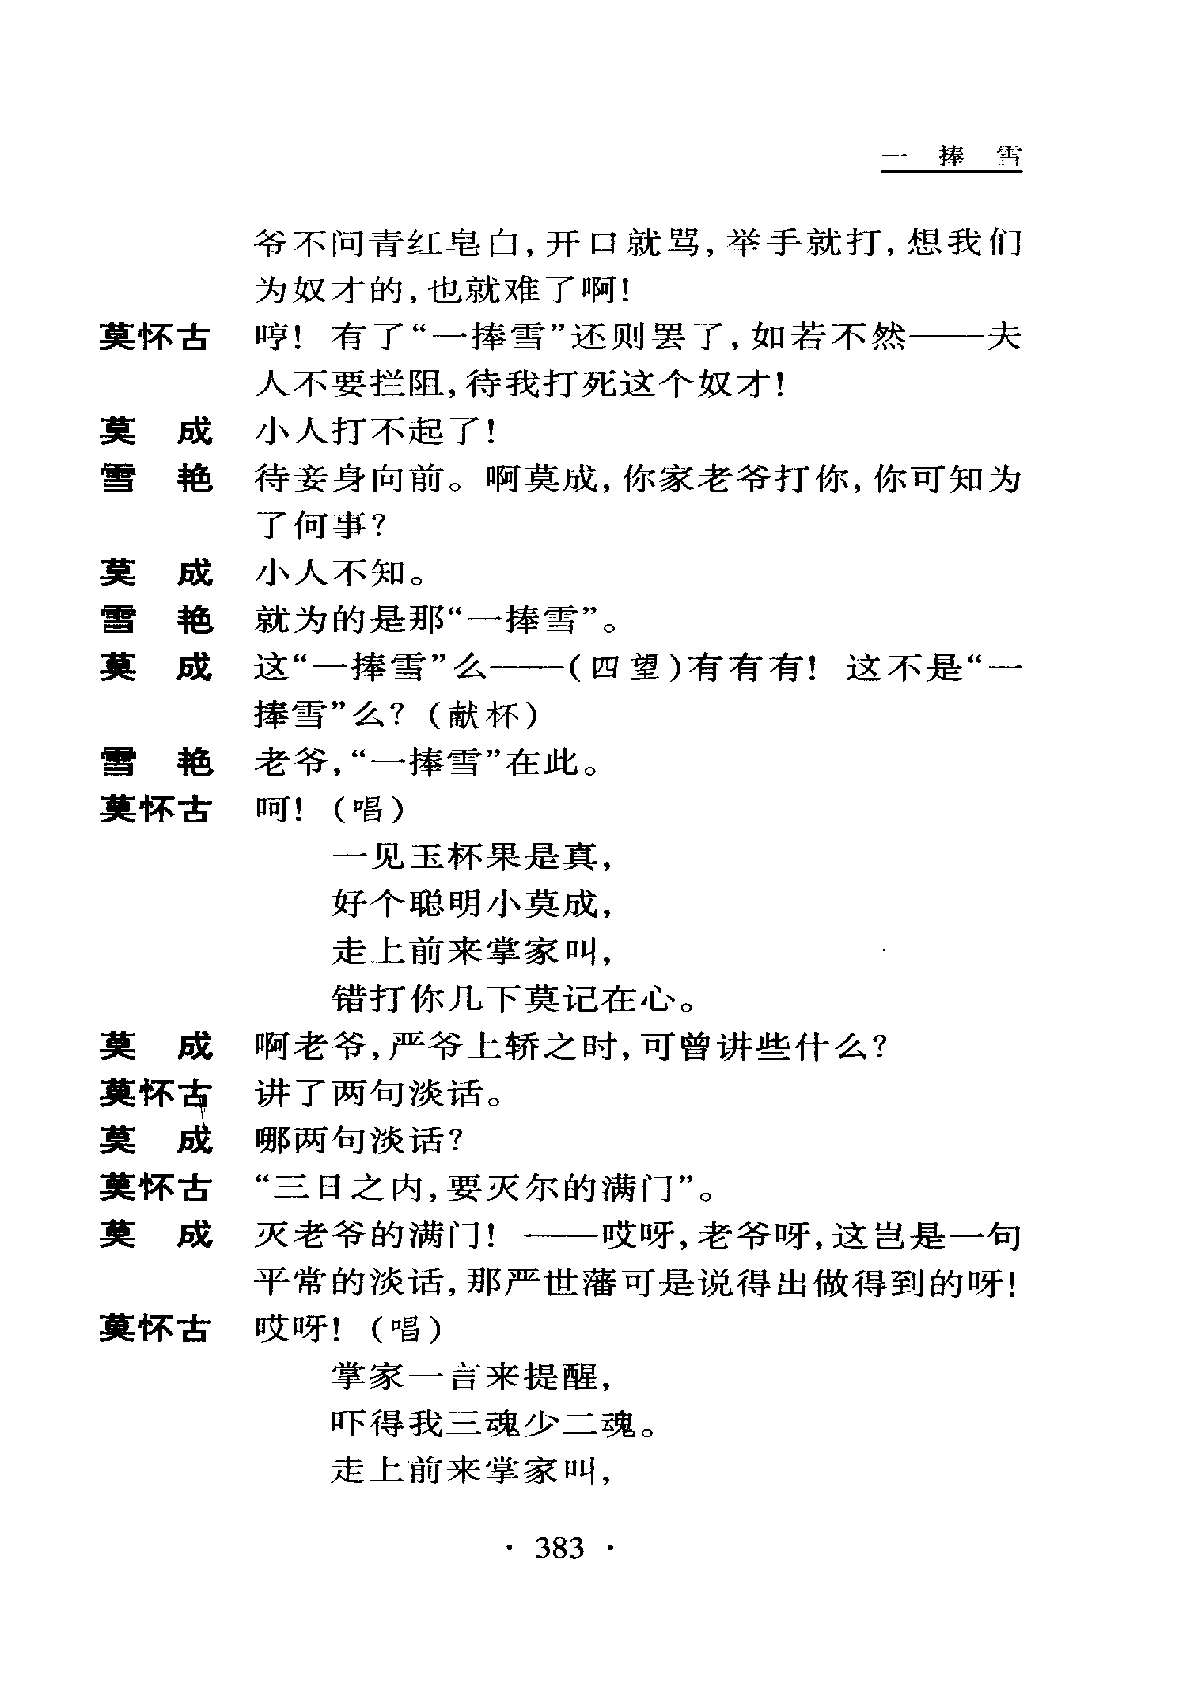 一 捧 雪
爷不问青红皂白,开口就骂,举手就打,想我们
为奴才的,也就难了啊!
莫怀古 哼! 有了“一捧雪”还则罢了,如若不然——夫
人不要拦阻,待我打死这个奴才!
莫 成 小人打不起了!
雪 艳 待妾身向前。啊莫成,你家老爷打你,你可知为
了何事?
莫 成 小人不知。
雪 艳 就为的是那“一捧雪”。
莫 成 这“一捧雪”么——(四望)有有有! 这不是“一
捧雪”么? (献杯)
雪 艳 老爷,“一捧雪”在此。
莫怀古 呵! (唱)
一见玉杯果是真,
好个聪明小莫成,
走上前来掌家叫,
错打你几下莫记在心。
莫 成 啊老爷,严爷上轿之时,可曾讲些什么?
莫怀古 讲了两句淡话。
莫 成 哪两句淡话?
莫怀古 “三日之内,要灭尔的满门”。
莫 成 灭老爷的满门! ——哎呀,老爷呀,这岂是一句
平常的淡话,那严世藩可是说得出做得到的呀!
莫怀古 哎呀! (唱)
掌家一言来提醒,
吓得我三魂少二魂。
走上前来掌家叫,
· 383 ·